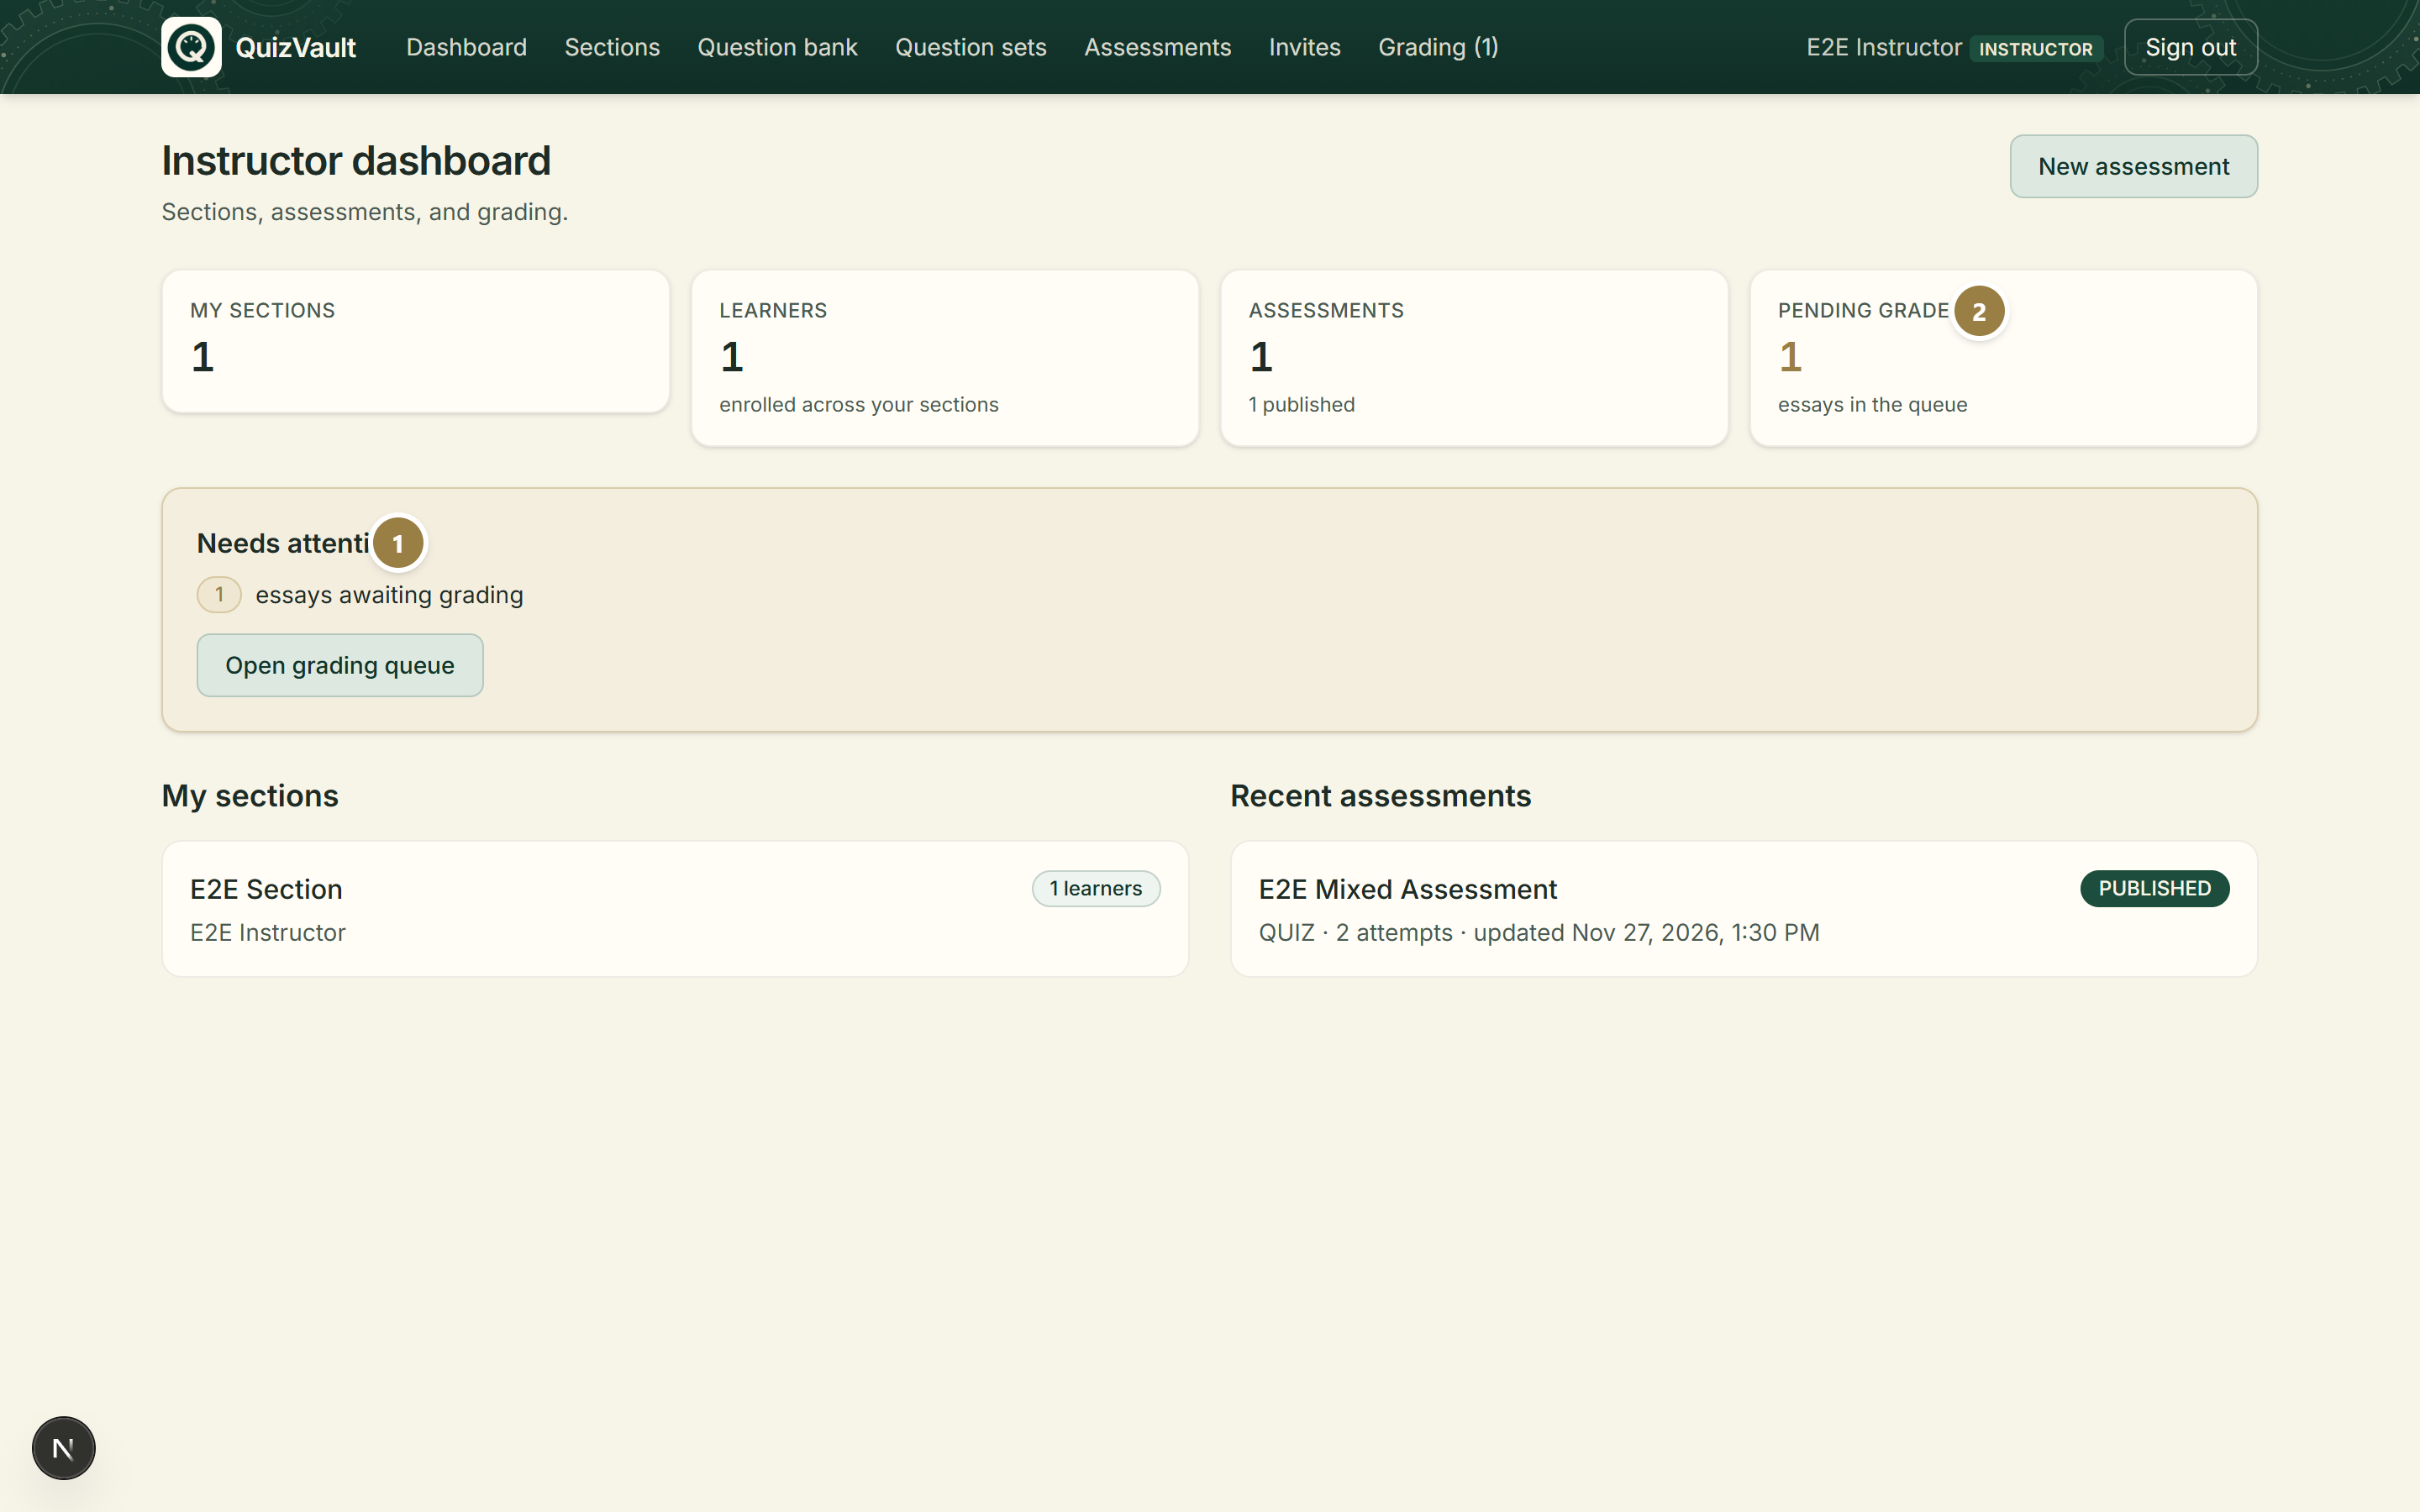 QuizVault Dashboard Sections Question bank Question sets Assessments Invites Grading (1) E2E Instructor INSTRUCTOR Sign out
Instructor dashboard
New assessment
Sections, assessments, and grading.
MY SECTIONS
1
LEARNERS
1
enrolled across your sections
ASSESSMENTS
1
1 published
PENDING GRADE 2
1
essays in the queue
Needs attenti 1
1 essays awaiting grading
Open grading queue
My sections
E2E Section 1 learners
E2E Instructor
Recent assessments
E2E Mixed Assessment PUBLISHED
QUIZ · 2 attempts · updated Nov 27, 2026, 1:30 PM
N